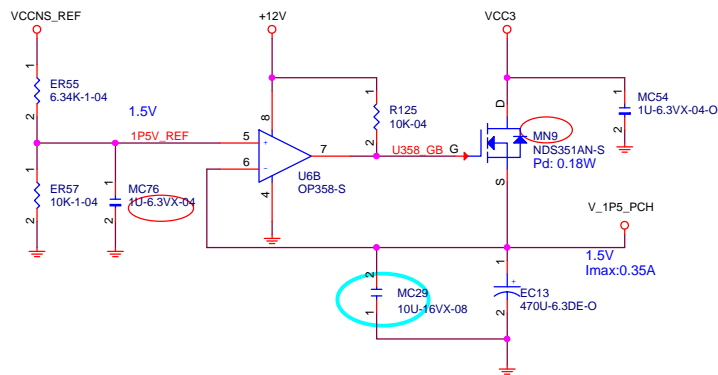 VCCNS_REF
+12V
VCC3
1
ER55
6.34K-1-04
2
1.5V
1P5V_REF
1
ER57
10K-1-04
2
1
MC76
1U-6.3VX-04
2
8
5
+
6
-
7
4
U6B
OP358-S
1
R125
10K-04
2
U358_GB
G
D
S
MN9
NDS351AN-S
Pd: 0.18W
1
MC54
1U-6.3VX-04-O
2
V_1P5_PCH
1.5V
Imax:0.35A
2
MC29
10U-16VX-08
1
1
+
EC13
470U-6.3DE-O
2